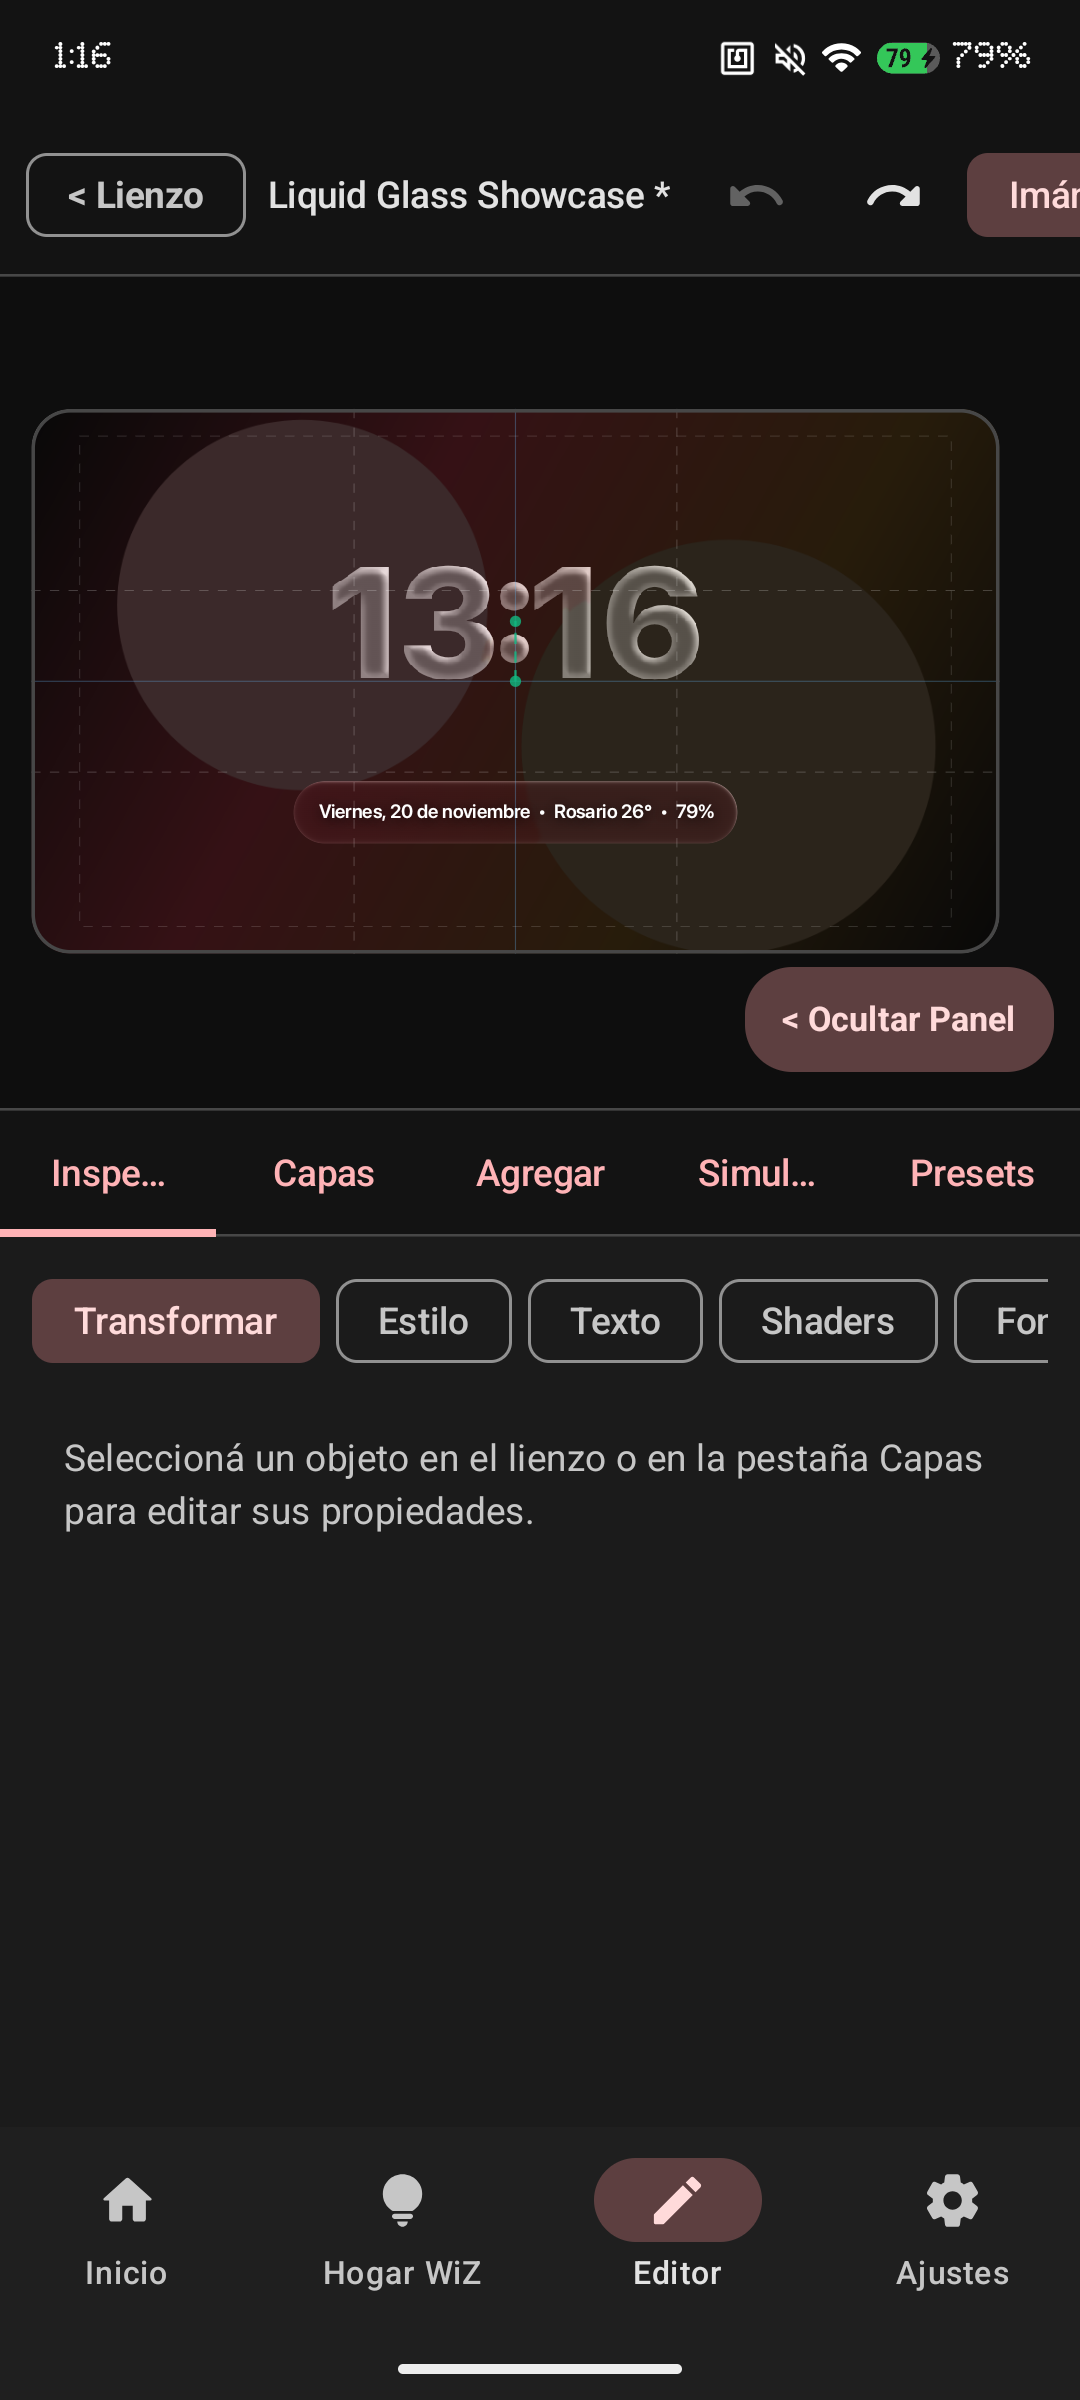 1:16
79
79%
< Lienzo
Liquid Glass Showcase *
Imán
13:16
Viernes, 20 de noviembre • Rosario 26° • 79%
< Ocultar Panel
Inspe...
Capas
Agregar
Simul...
Presets
Transformar
Estilo
Texto
Shaders
For
Seleccioná un objeto en el lienzo o en la pestaña Capas
para editar sus propiedades.
Inicio
Hogar WiZ
Editor
Ajustes